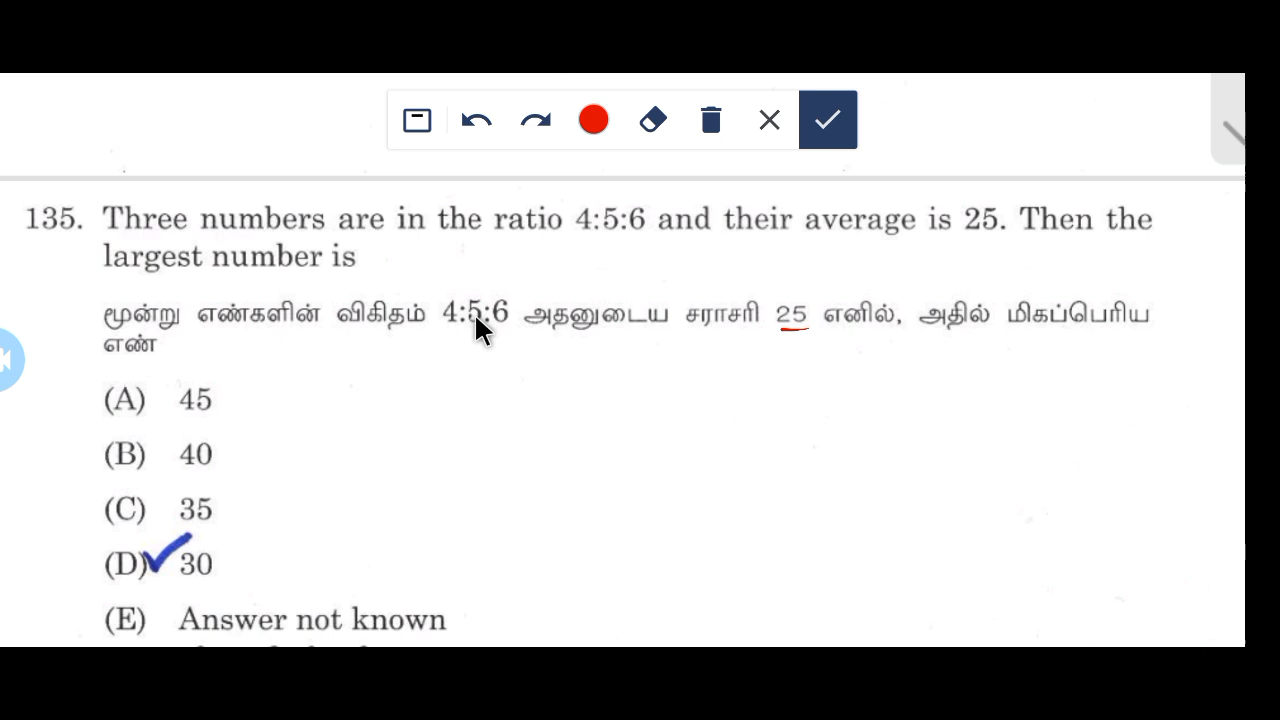 135. Three numbers are in the ratio 4:5:6 and their average is 25. Then the
largest number is
மூன்று எண்களின் விகிதம் 4:5:6 அதனுடைய சராசரி 25 எனில், அதில் மிகப்பெரிய
எண்
(A) 45
(B) 40
(C) 35
(D) 30
(E) Answer not known